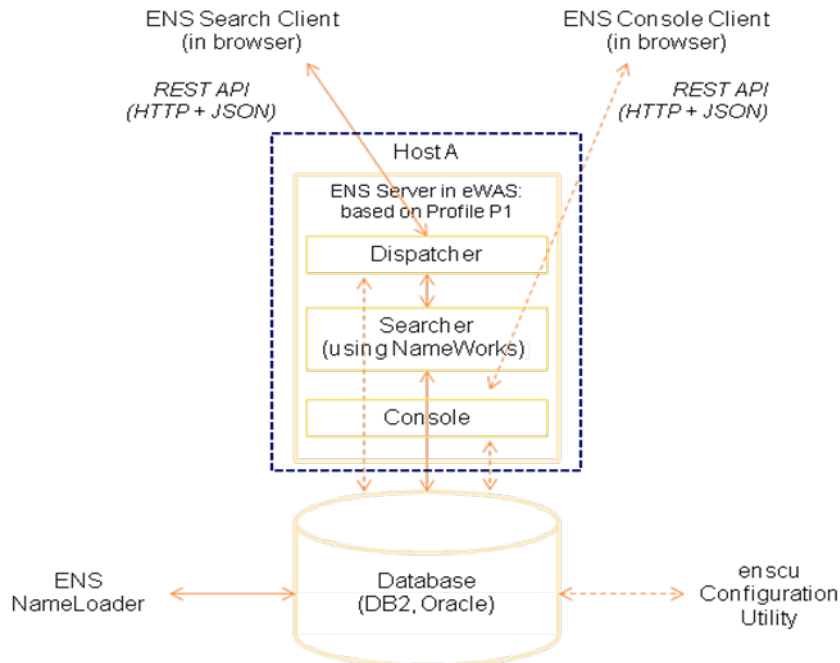 ENS Search Client
(in browser)
ENS Console Client
(in browser)
REST API
(HTTP + JSON)
REST API
(HTTP + JSON)
Host A
ENS Server in eWAS:
based on Profile P1
Dispatcher
Searcher
(using NameWorks)
Console
ENS
NameLoader
Database
(DB2, Oracle)
enscu
Configuration
Utility